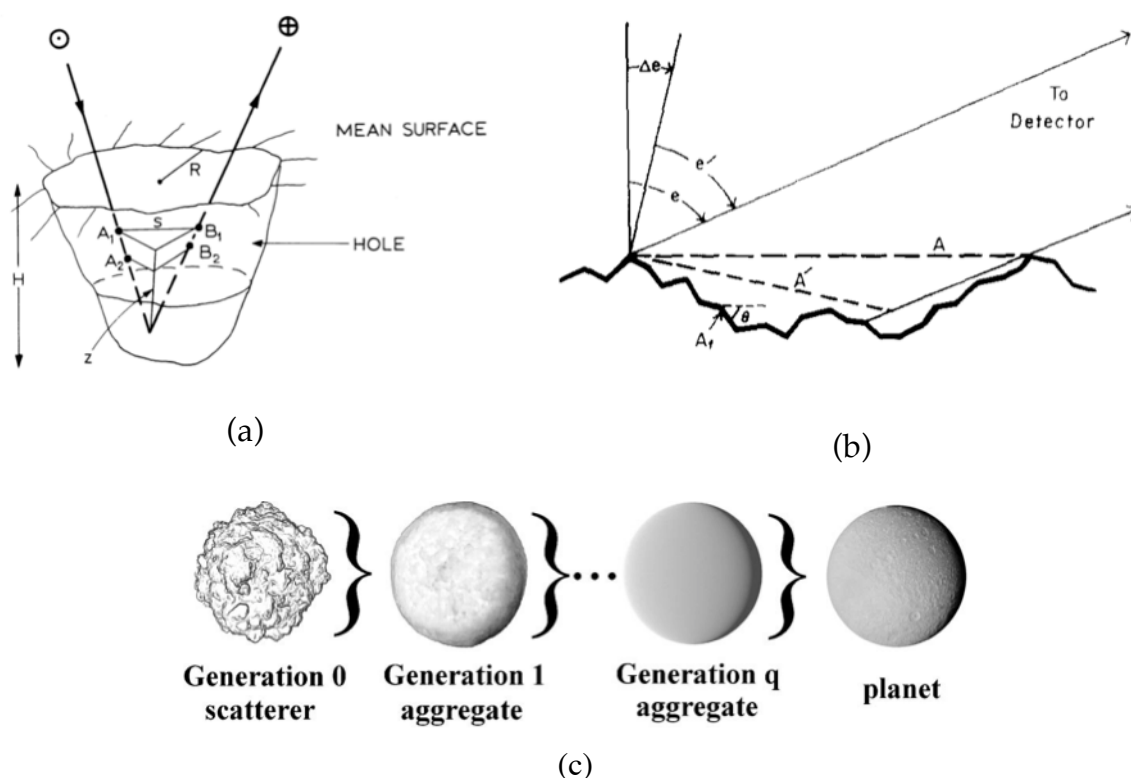 ⊙
⊕
MEAN SURFACE
R
S
A₁
B₁
A₂
B₂
H
HOLE
z
(a)
Δe
e′
e
To
Detector
A
A′
θ
A_f
(b)
Generation 0
scatterer
Generation 1
aggregate
...
Generation q
aggregate
planet
(c)